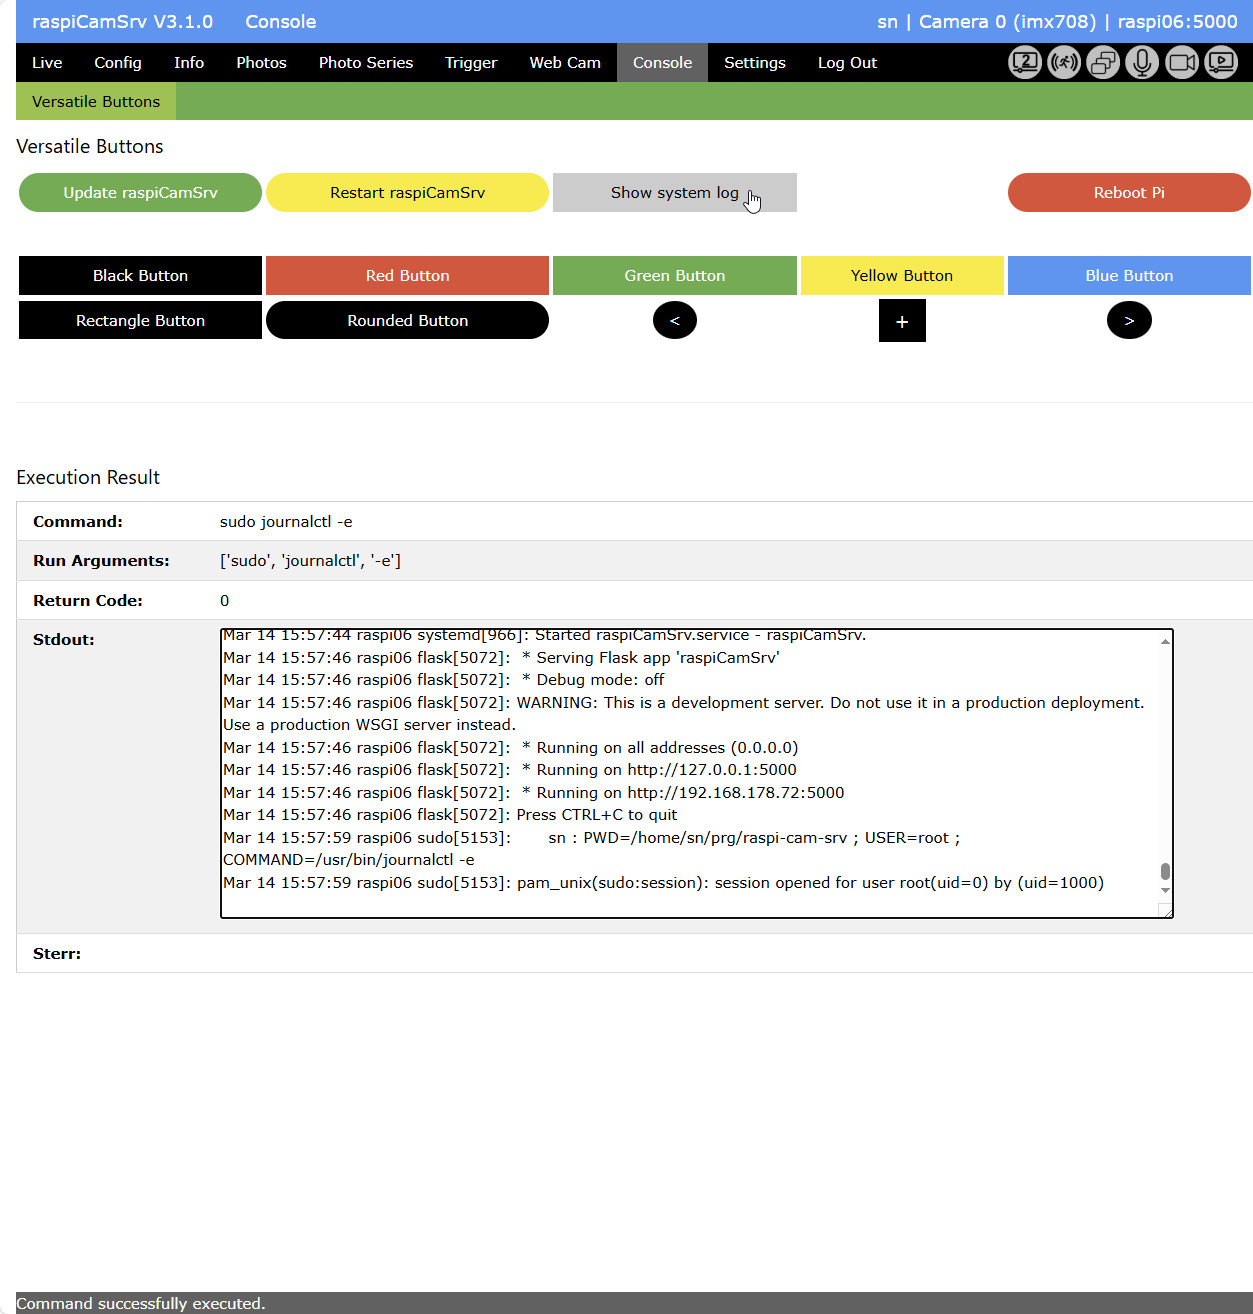 raspiCamSrv V3.1.0 Console sn | Camera 0 (imx708) | raspi06:5000
Live Config Info Photos Photo Series Trigger Web Cam Console Settings Log Out 2
Versatile Buttons
Versatile Buttons
Update raspiCamSrv Restart raspiCamSrv Show system log Reboot Pi
Black Button Red Button Green Button Yellow Button Blue Button
Rectangle Button Rounded Button < + >
Execution Result
Command: sudo journalctl -e
Run Arguments: ['sudo', 'journalctl', '-e']
Return Code: 0
Stdout:
Mar 14 15:57:44 raspi06 systemd[966]: Started raspiCamSrv.service - raspiCamSrv.
Mar 14 15:57:46 raspi06 flask[5072]:  * Serving Flask app 'raspiCamSrv'
Mar 14 15:57:46 raspi06 flask[5072]:  * Debug mode: off
Mar 14 15:57:46 raspi06 flask[5072]: WARNING: This is a development server. Do not use it in a production deployment.
Use a production WSGI server instead.
Mar 14 15:57:46 raspi06 flask[5072]:  * Running on all addresses (0.0.0.0)
Mar 14 15:57:46 raspi06 flask[5072]:  * Running on http://127.0.0.1:5000
Mar 14 15:57:46 raspi06 flask[5072]:  * Running on http://192.168.178.72:5000
Mar 14 15:57:46 raspi06 flask[5072]: Press CTRL+C to quit
Mar 14 15:57:59 raspi06 sudo[5153]:       sn : PWD=/home/sn/prg/raspi-cam-srv ; USER=root ;
COMMAND=/usr/bin/journalctl -e
Mar 14 15:57:59 raspi06 sudo[5153]: pam_unix(sudo:session): session opened for user root(uid=0) by (uid=1000)
Sterr:
Command successfully executed.